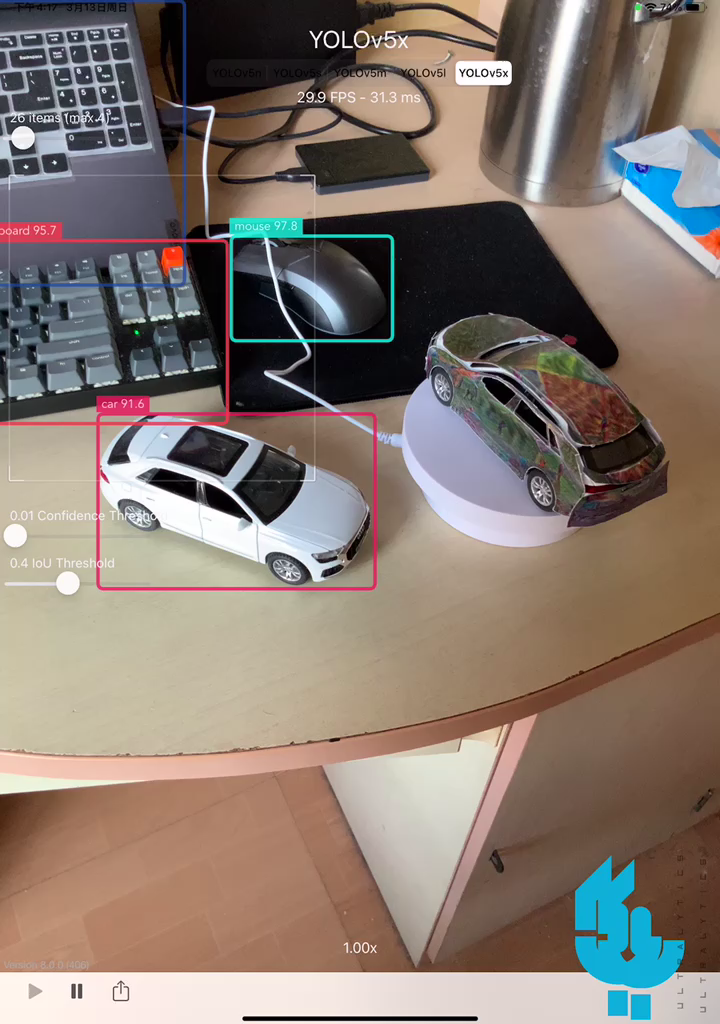 下午4:17 3月13日周日
YOLOv5x
YOLOv5n YOLOv5s YOLOv5m YOLOv5l YOLOv5x
29.9 FPS - 31.3 ms
26 items (max 4)
board 95.7
mouse 97.8
car 91.6
0.01 Confidence Thresho
0.4 IoU Threshold
1.00x
Version 8.0.0 (406)
ULTRALYTICS
ULTRALYTICS